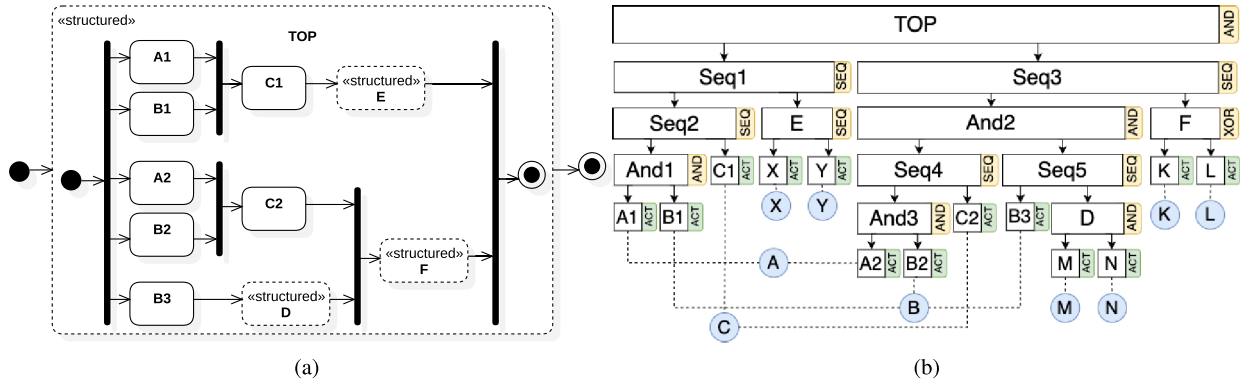 «structured»
TOP
A1
B1
C1
«structured»
E
A2
B2
C2
B3
«structured»
D
«structured»
F
(a)
TOP AND
Seq1 SEQ Seq3 SEQ
Seq2 SEQ E SEQ And2 AND F XOR
And1 AND C1 ACT X ACT Y ACT Seq4 SEQ Seq5 SEQ K ACT L ACT
A1 ACT B1 ACT X Y And3 AND C2 ACT B3 ACT D AND K L
A A2 ACT B2 ACT M ACT N ACT
B M N
C
(b)